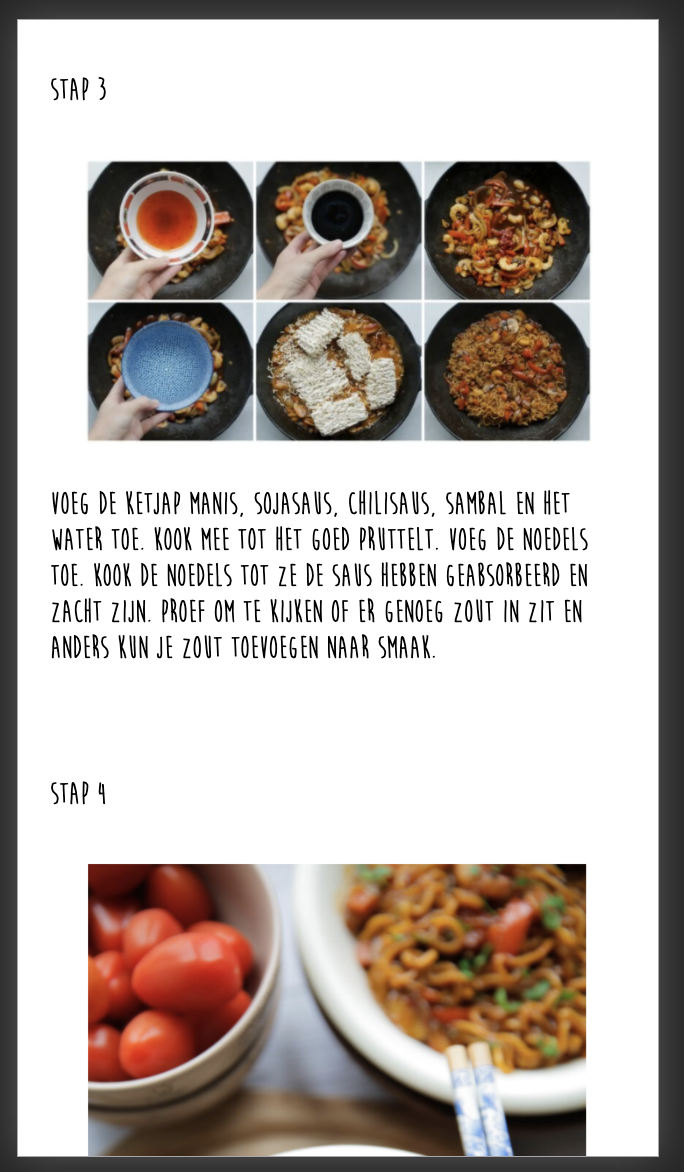 STAP 3
VOEG DE KETJAP MANIS, SOJASAUS, CHILISAUS, SAMBAL EN HET
WATER TOE. KOOK MEE TOT HET GOED PRUTTELT. VOEG DE NOEDELS
TOE. KOOK DE NOEDELS TOT ZE DE SAUS HEBBEN GEABSORBEERD EN
ZACHT ZIJN. PROEF OM TE KIJKEN OF ER GENOEG ZOUT IN ZIT EN
ANDERS KUN JE ZOUT TOEVOEGEN NAAR SMAAK.
STAP 4